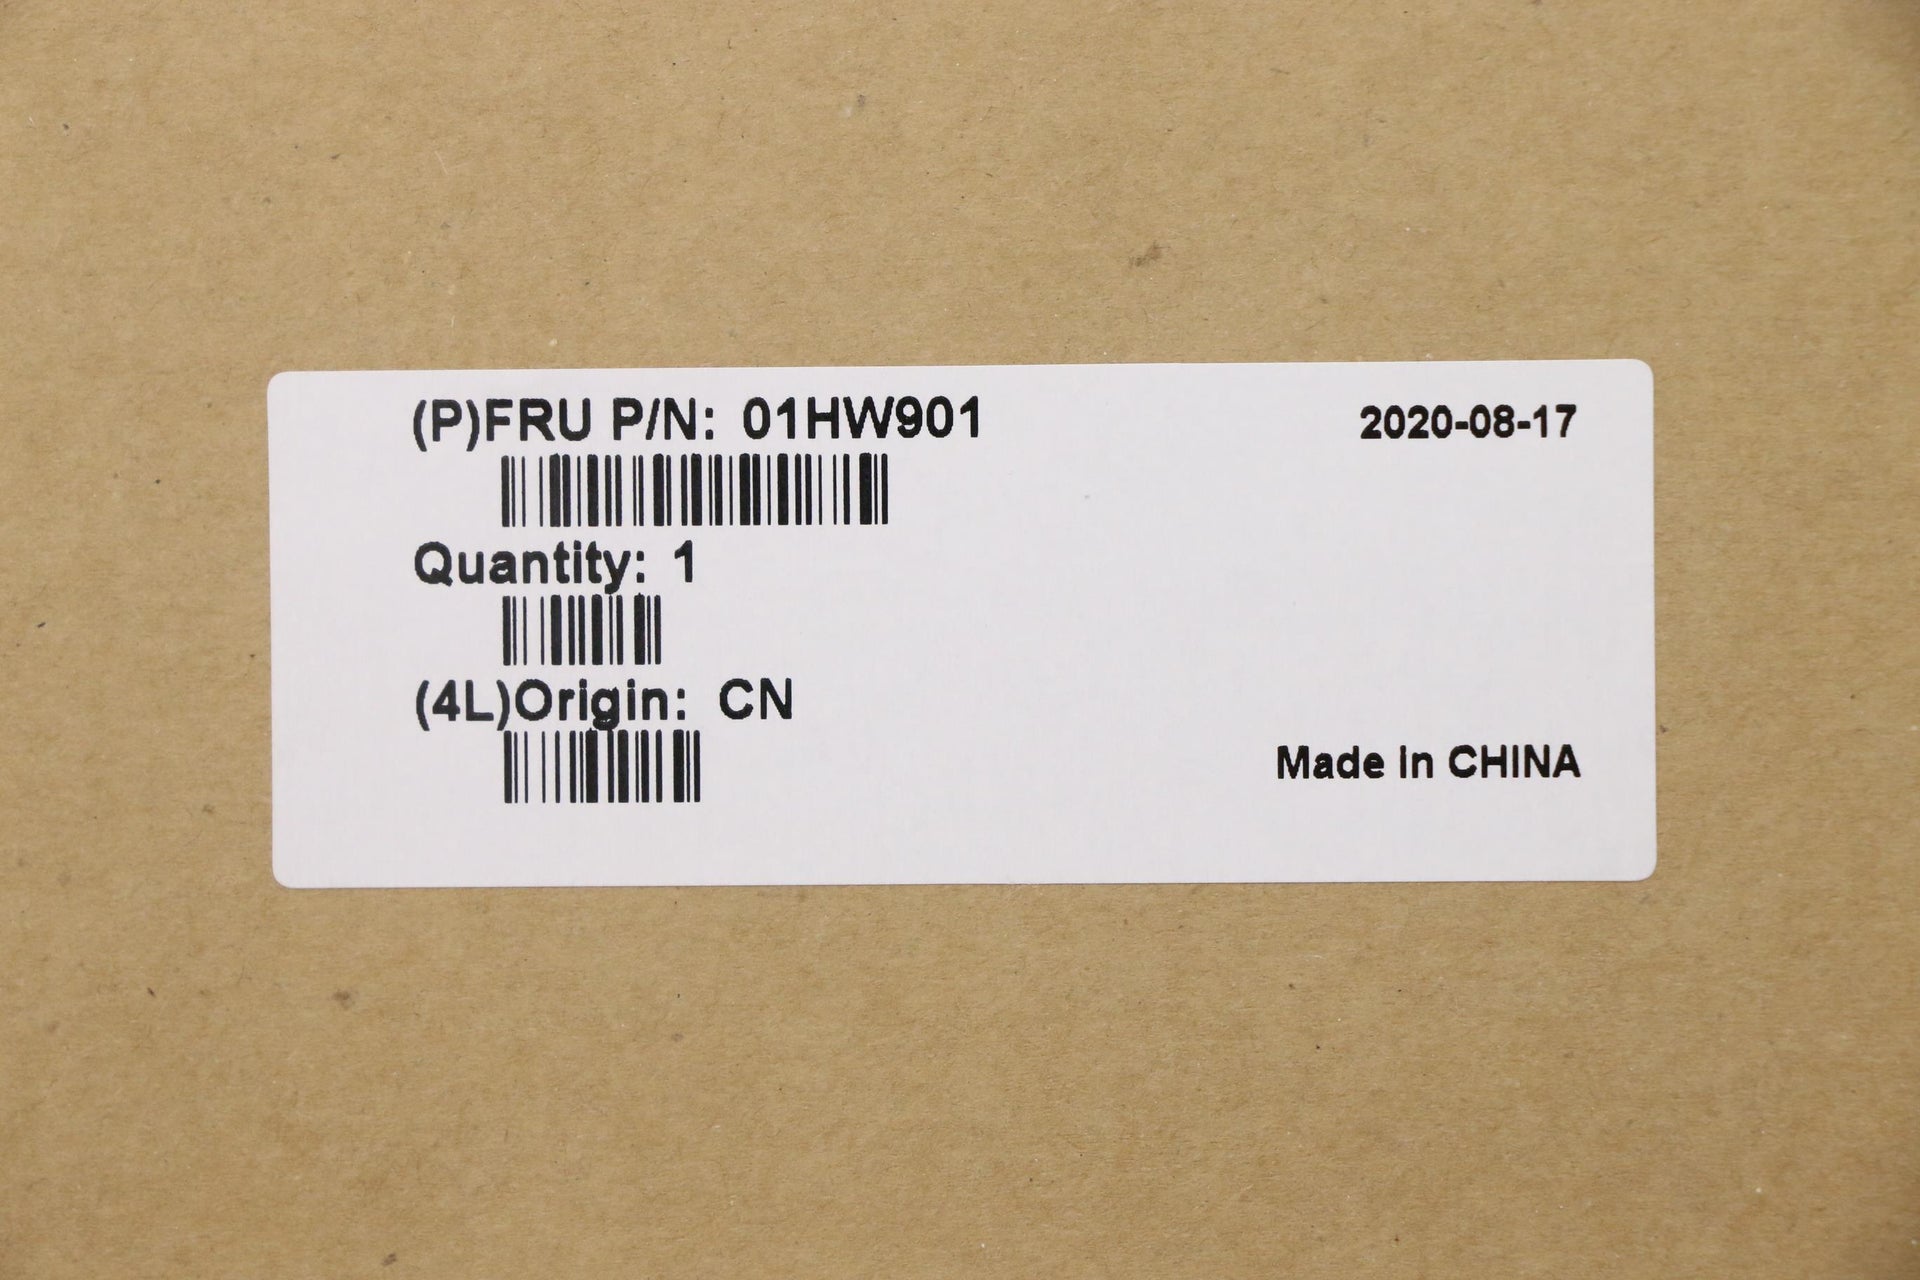 (P)FRU P/N: 01HW901
2020-08-17
Quantity: 1
(4L)Origin: CN
Made in CHINA